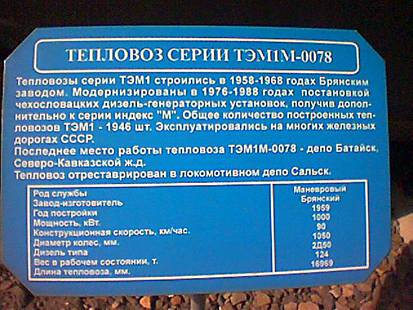 ТЕПЛОВОЗ СЕРИИ ТЭМ1М-0078
Тепловозы серии ТЭМ1 строились в 1958-1968 годах Брянским
заводом. Модернизированы в 1976-1988 годах постановкой
чехословацких дизель-генераторных установок, получив допол-
нительно к серии индекс "М". Общее количество построенных теп-
ловозов ТЭМ1 - 1946 шт. Эксплуатировались на многих железных
дорогах СССР.
Последнее место работы тепловоза ТЭМ1М-0078 - депо Батайск,
Северо-Кавказской ж.д.
Тепловоз отреставрирован в локомотивном депо Сальск.
Род службы Маневровый
Завод-изготовитель Брянский
Год постройки 1959
Мощность, кВт 1000
Конструкционная скорость, км/час. 90
Диаметр колес, мм. 1050
Дизель типа 2Д50
Вес в рабочем состоянии, т. 124
Длина тепловоза, мм. 16969